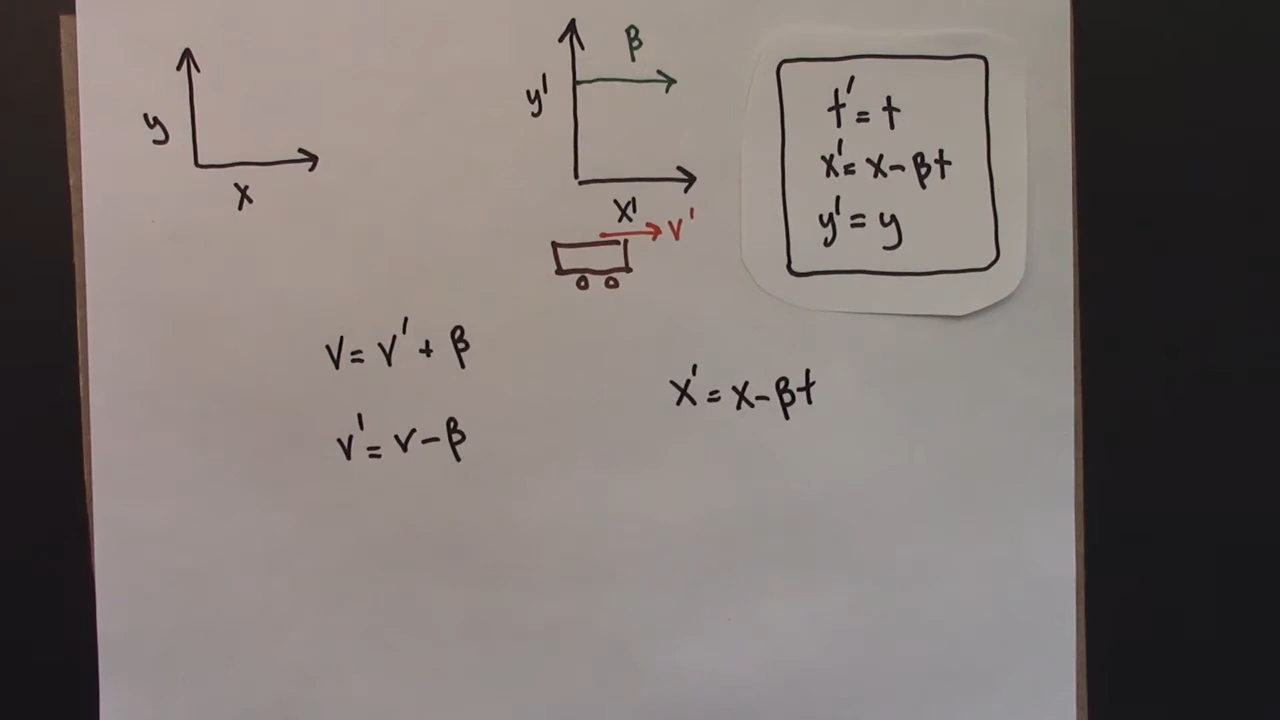 y
x
y'
β
x'
v'
t' = t
x' = x - βt
y' = y
v = v' + β
v' = v - β
x' = x - βt